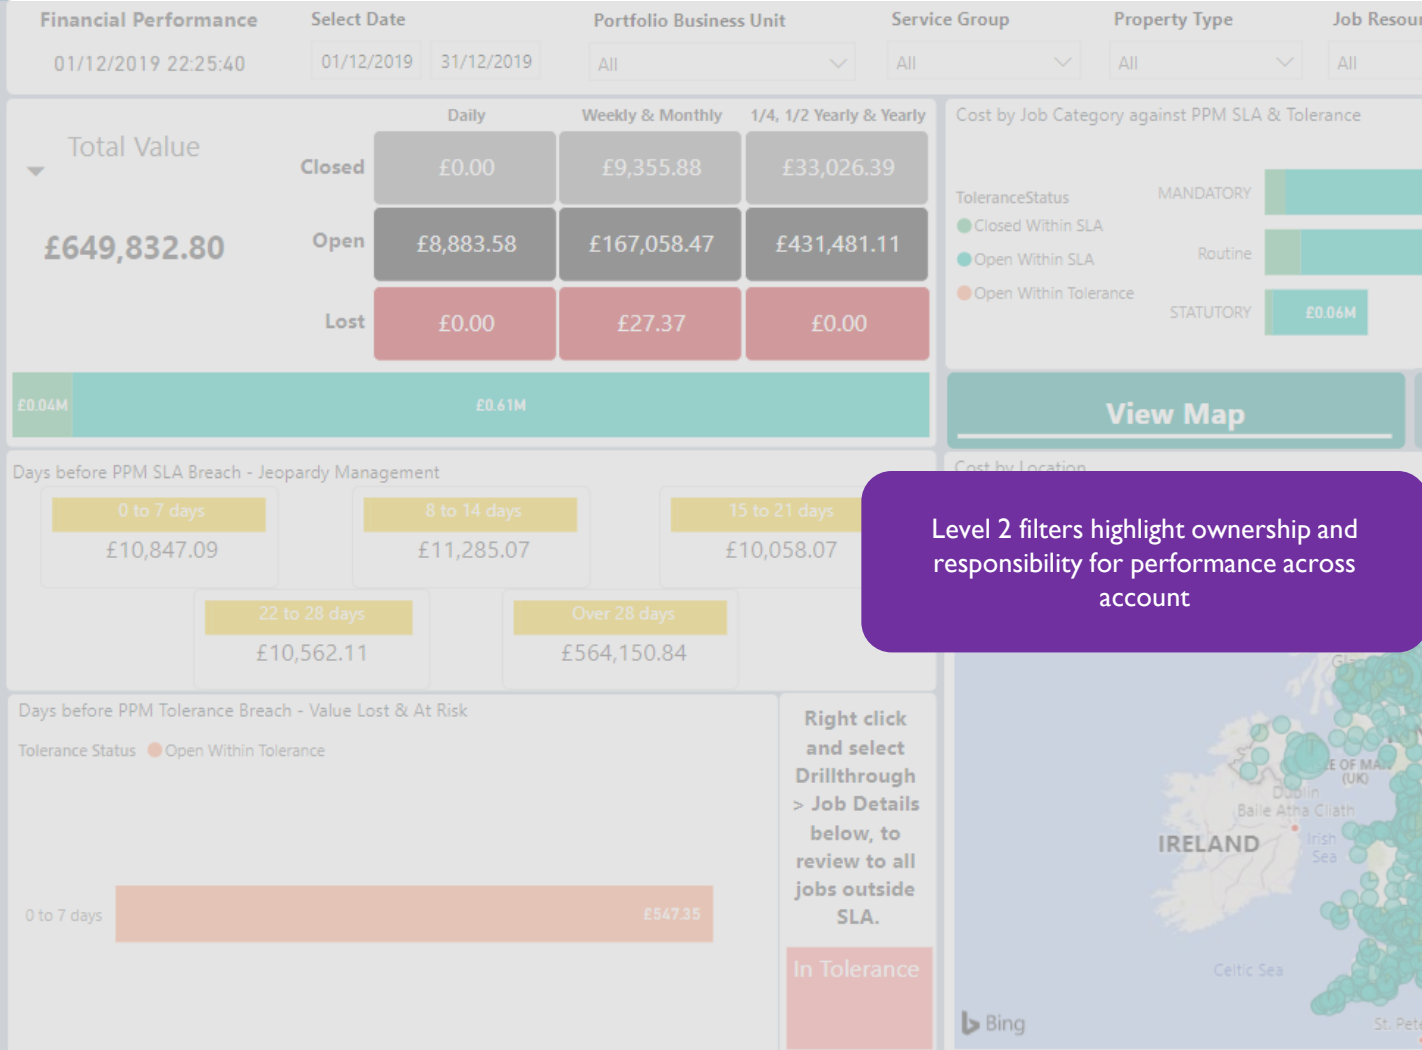 Financial Performance
01/12/2019 22:25:40
Select Date
01/12/2019 31/12/2019
Portfolio Business Unit
All
Service Group
All
Property Type
All
Job Resour
All
Total Value
£649,832.80
Daily Weekly & Monthly 1/4, 1/2 Yearly & Yearly
Closed £0.00 £9,355.88 £33,026.39
Open £8,883.58 £167,058.47 £431,481.11
Lost £0.00 £27.37 £0.00
£0.04M £0.61M
Cost by Job Category against PPM SLA & Tolerance
ToleranceStatus
Closed Within SLA
Open Within SLA
Open Within Tolerance
MANDATORY
Routine
STATUTORY £0.06M
View Map
Days before PPM SLA Breach - Jeopardy Management
0 to 7 days
£10,847.09
8 to 14 days
£11,285.07
15 to 21 days
£10,058.07
22 to 28 days
£10,562.11
Over 28 days
£564,150.84
Cost by Location
Level 2 filters highlight ownership and
responsibility for performance across
account
Days before PPM Tolerance Breach - Value Lost & At Risk
Tolerance Status Open Within Tolerance
0 to 7 days £547.35
Right click
and select
Drillthrough
> Job Details
below, to
review to all
jobs outside
SLA.
In Tolerance
E OF MA
(UK)
Dublin
Baile Atha Cliath
IRELAND
Irish
Sea
Celtic Sea
St. Pete
Bing